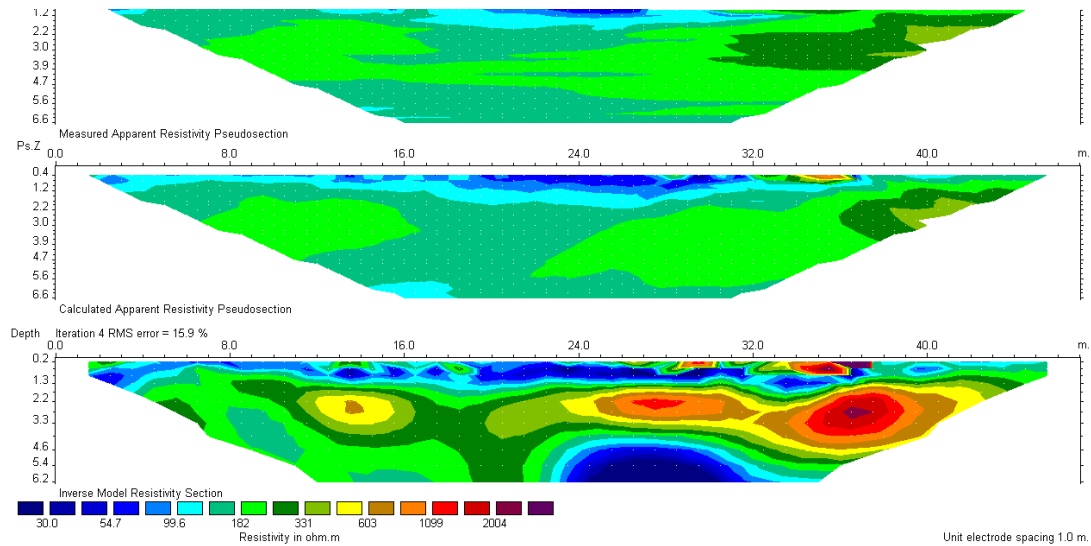 1.2
2.2
3.0
3.9
4.7
5.6
6.6
Measured Apparent Resistivity Pseudosection
Ps.Z 0.0 8.0 16.0 24.0 32.0 40.0 m.
0.4
1.2
2.2
3.0
3.9
4.7
5.6
6.6
Calculated Apparent Resistivity Pseudosection
Depth Iteration 4 RMS error = 15.9 %
0.0 8.0 16.0 24.0 32.0 40.0 m.
0.2
1.3
2.3
3.3
4.6
5.4
6.2
Inverse Model Resistivity Section
30.0 54.7 99.6 182 331 603 1099 2004
Resistivity in ohm.m
Unit electrode spacing 1.0 m.